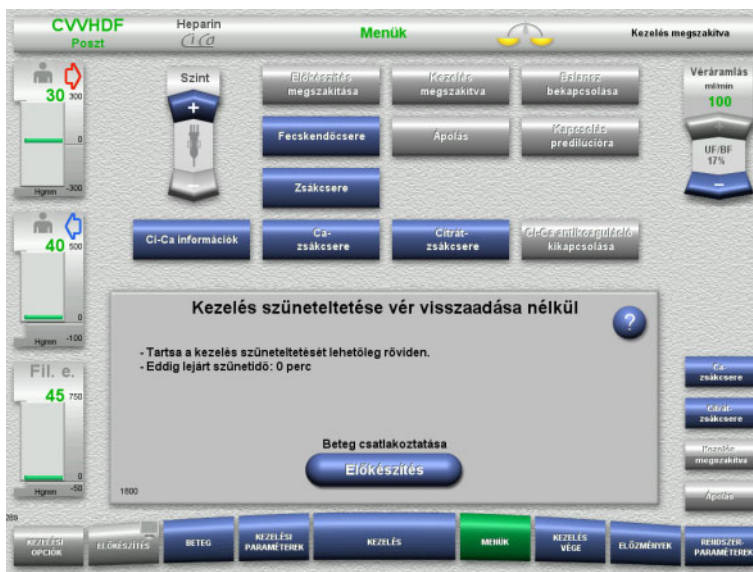 CVVHDF
Poszt
Heparin
Ci Ca
Menük
Kezelés megszakítva
30
300
0
Hgmm
-300
Szint
+
−
Előkészítés
megszakítása
Kezelés
megszakítva
Balansz
bekapcsolása
Véráramlás
ml/min
100
+
UF/BF
17%
−
Fecskendőcsere
Ápolás
Kapcsolás
predilúcióra
Zsákcsere
40
500
0
Hgmm
-100
Ci-Ca információk
Ca-
zsákcsere
Citrát-
zsákcsere
Ci-Ca antikoaguláció
kikapcsolása
Kezelés szüneteltetése vér visszaadása nélkül
?
- Tartsa a kezelés szüneteltetését lehetőleg röviden.
- Eddig lejárt szünetidő: 0 perc
Beteg csatlakoztatása
Előkészítés
1600
Fil. e.
45
750
0
Hgmm
-50
Ca-
zsákcsere
Citrát-
zsákcsere
Kezelés
megszakítva
Ápolás
KEZELÉSI
OPCIÓK
ELŐKÉSZÍTÉS
BETEG
KEZELÉSI
PARAMÉTEREK
KEZELÉS
MENÜK
KEZELÉS
VÉGE
ELŐZMÉNYEK
RENDSZER-
PARAMÉTEREK